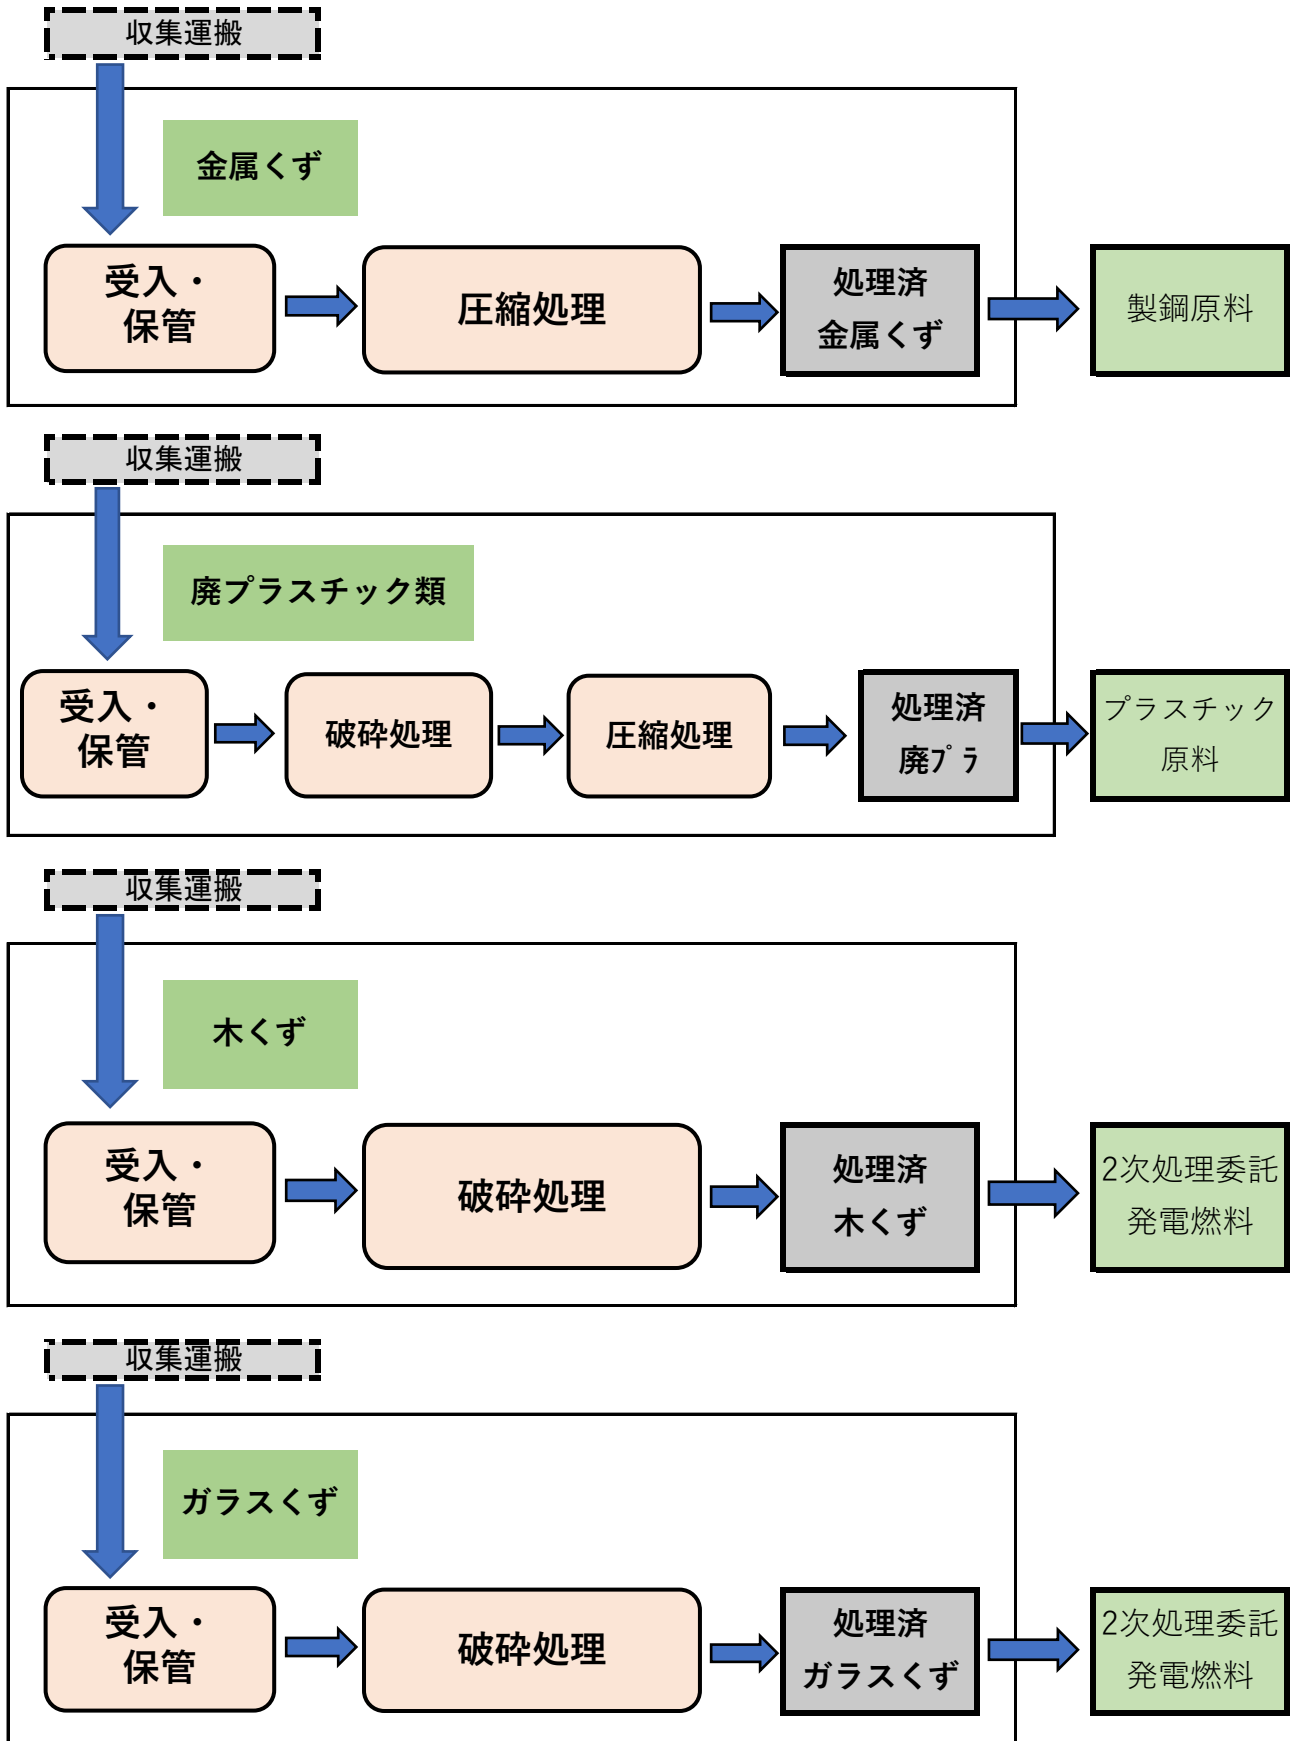 収集運搬
金属くず
受入・
保管
圧縮処理
処理済
金属くず
製鋼原料
収集運搬
廃プラスチック類
受入・
保管
破砕処理
圧縮処理
処理済
廃ﾌﾟﾗ
プラスチック
原料
収集運搬
木くず
受入・
保管
破砕処理
処理済
木くず
2次処理委託
発電燃料
収集運搬
ガラスくず
受入・
保管
破砕処理
処理済
ガラスくず
2次処理委託
発電燃料